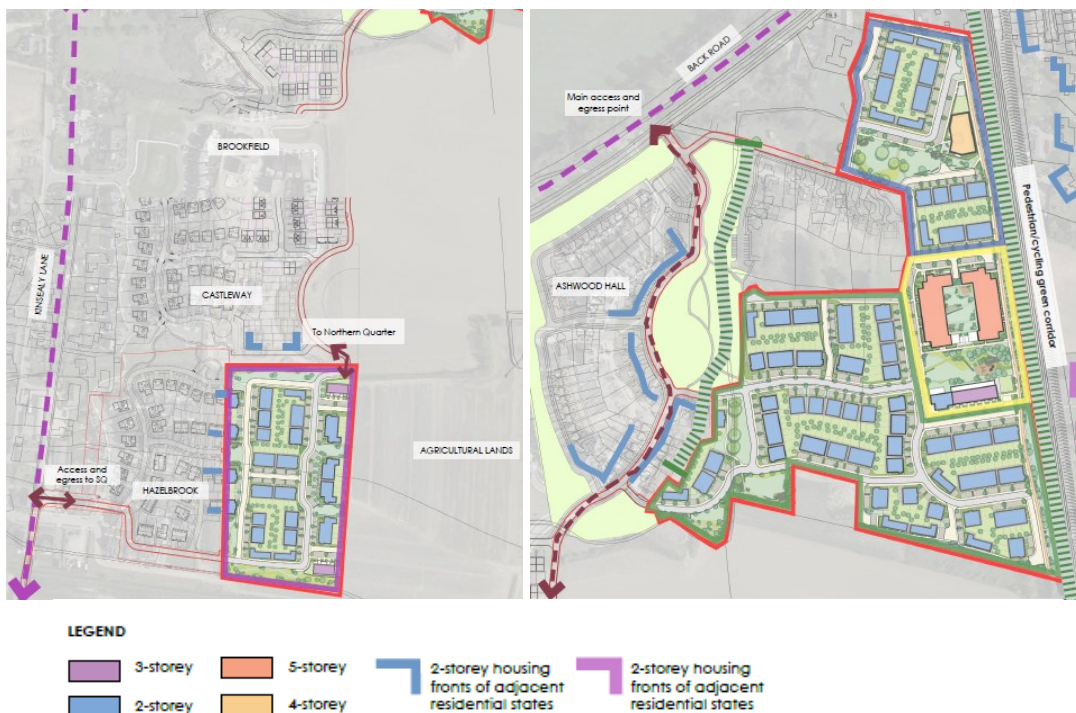 BROOKFIELD
KINSEALY LANE
CASTLEWAY
To Northern Quarter
AGRICULTURAL LANDS
Access and
egress to SQ
HAZELBROOK
BACK ROAD
Main access and
egress point
ASHWOOD HALL
Pedestrian/cycling green corridor
LEGEND
3-storey
5-storey
2-storey housing
fronts of adjacent
residential states
2-storey housing
fronts of adjacent
residential states
2-storey
4-storey